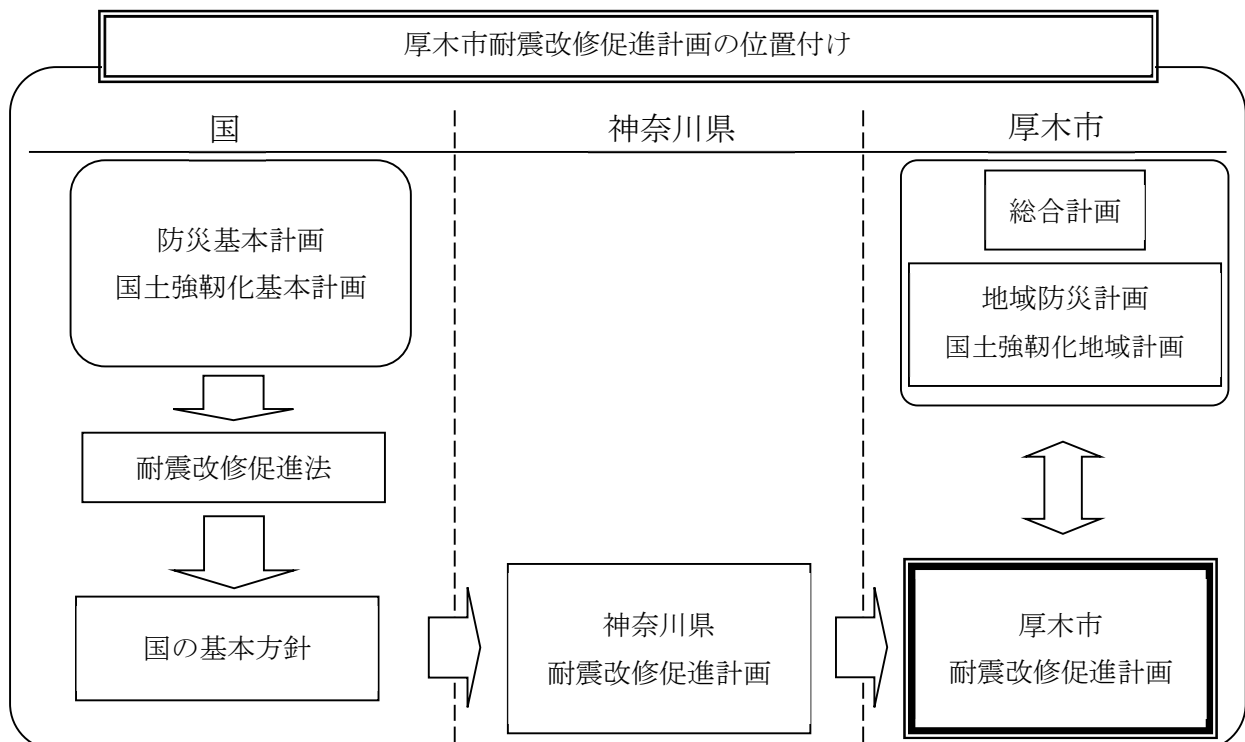 厚木市耐震改修促進計画の位置付け
国
神奈川県
厚木市
防災基本計画
国土強靭化基本計画
耐震改修促進法
国の基本方針
神奈川県
耐震改修促進計画
総合計画
地域防災計画
国土強靭化地域計画
厚木市
耐震改修促進計画